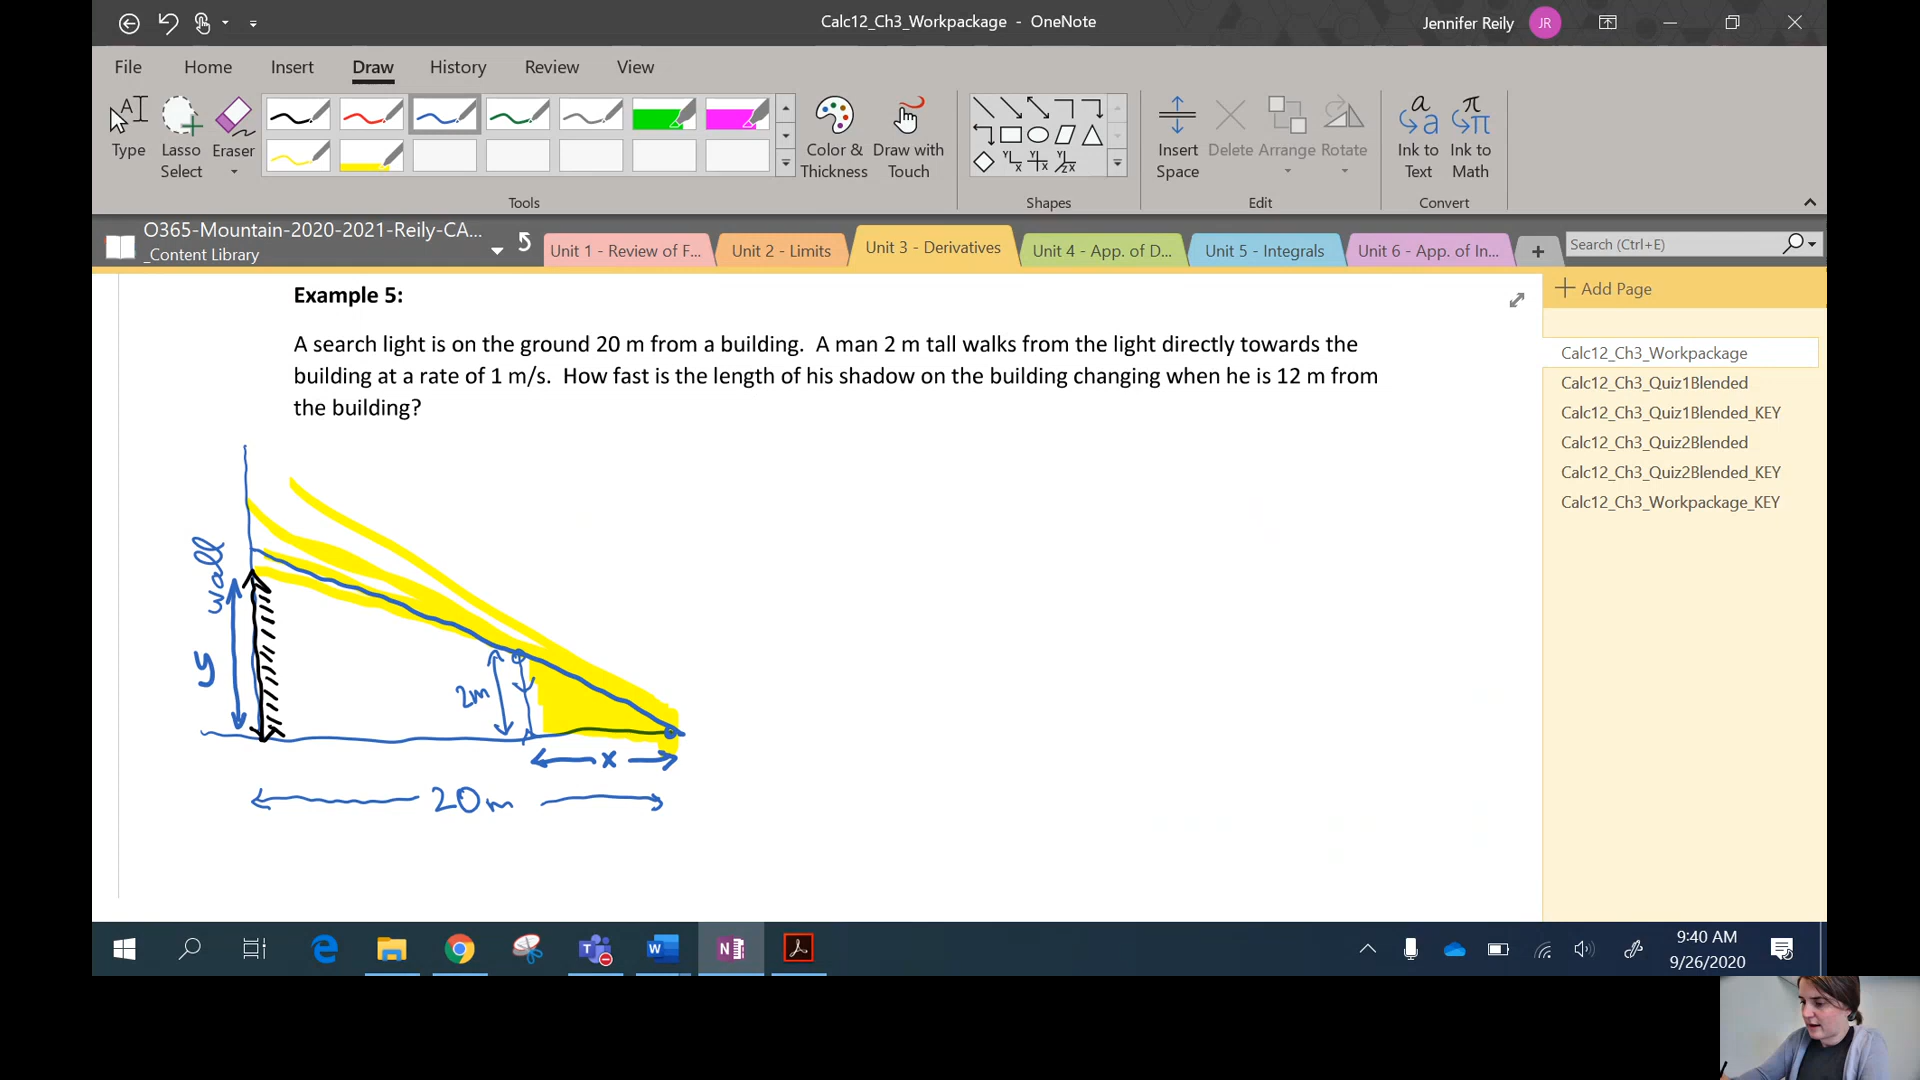 Calc12_Ch3_Workpackage - OneNote
Jennifer Reily
JR
File Home Insert Draw History Review View
Type
Lasso Select
Eraser
Color & Thickness
Draw with Touch
Insert Space
Delete
Arrange
Rotate
Ink to Text
Ink to Math
Tools
Shapes
Edit
Convert
O365-Mountain-2020-2021-Reily-CA...
_Content Library
Unit 1 - Review of F...
Unit 2 - Limits
Unit 3 - Derivatives
Unit 4 - App. of D...
Unit 5 - Integrals
Unit 6 - App. of In...
Search (Ctrl+E)
Add Page
Calc12_Ch3_Workpackage
Calc12_Ch3_Quiz1Blended
Calc12_Ch3_Quiz1Blended_KEY
Calc12_Ch3_Quiz2Blended
Calc12_Ch3_Quiz2Blended_KEY
Calc12_Ch3_Workpackage_KEY
Example 5:
A search light is on the ground 20 m from a building. A man 2 m tall walks from the light directly towards the
building at a rate of 1 m/s. How fast is the length of his shadow on the building changing when he is 12 m from
the building?
wall
y
2m
x
20m
9:40 AM
9/26/2020